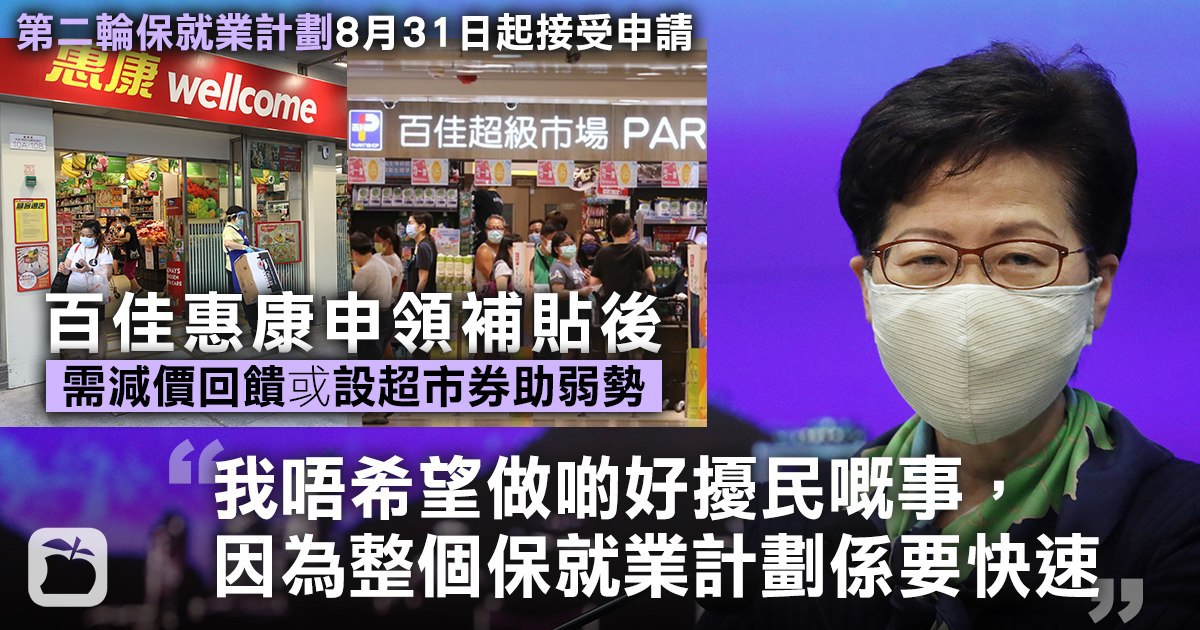 第二輪保就業計劃8月31日起接受申請
惠康 wellcome
百佳超級市場 PAR
PARKNSHOP
百佳惠康申領補貼後
需減價回饋或設超市券助弱勢
“我唔希望做啲好擾民嘅事，
因為整個保就業計劃係要快速”